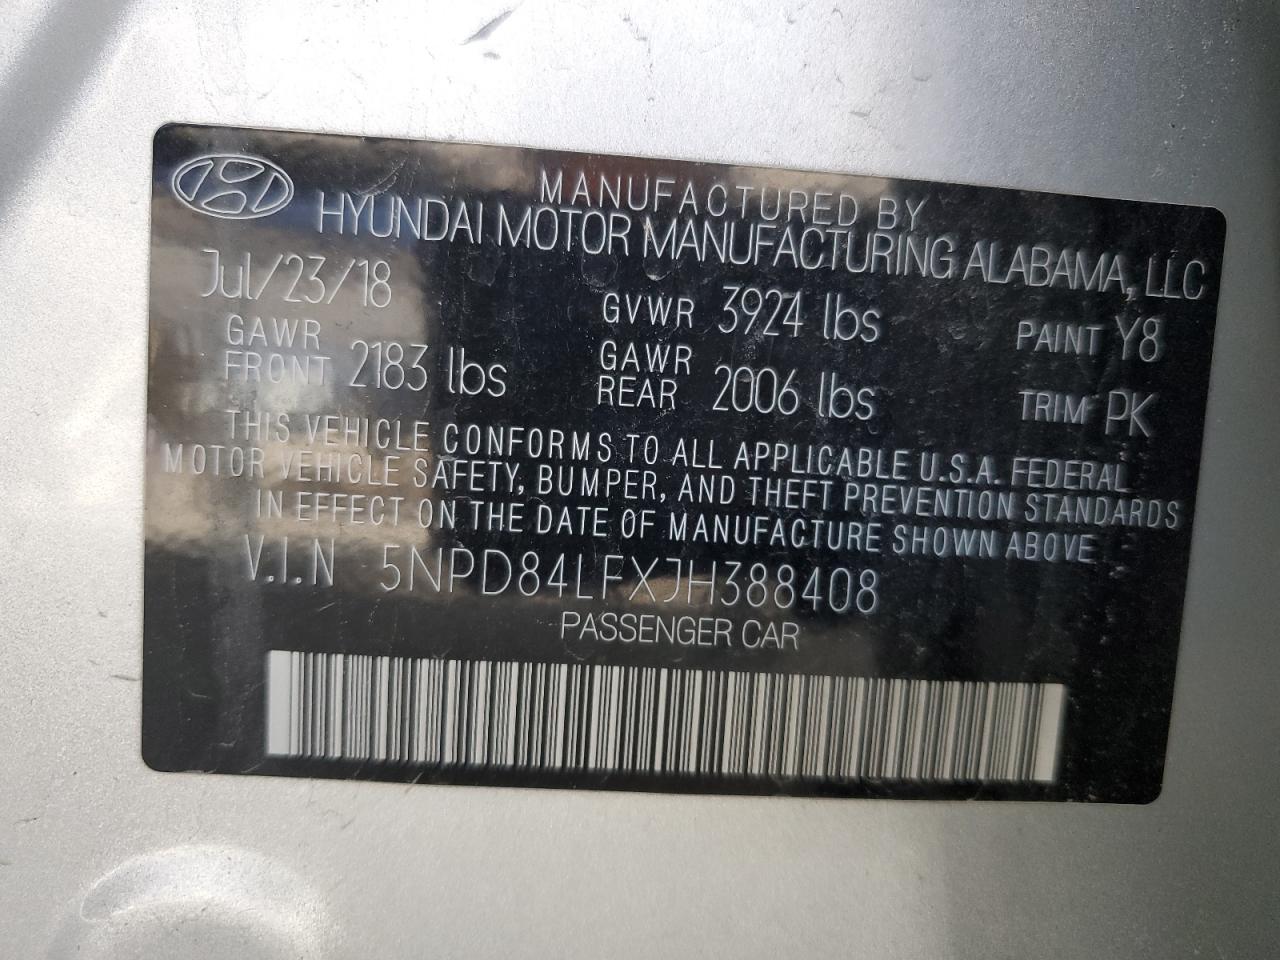 MANUFACTURED BY
HYUNDAI MOTOR MANUFACTURING ALABAMA, LLC
Jul/23/18 GVWR 3924 lbs PAINT Y8
GAWR FRONT 2183 lbs GAWR REAR 2006 lbs TRIM PK
THIS VEHICLE CONFORMS TO ALL APPLICABLE U.S.A. FEDERAL
MOTOR VEHICLE SAFETY, BUMPER, AND THEFT PREVENTION STANDARDS
IN EFFECT ON THE DATE OF MANUFACTURE SHOWN ABOVE
V.I.N 5NPD84LFXJH388408
PASSENGER CAR